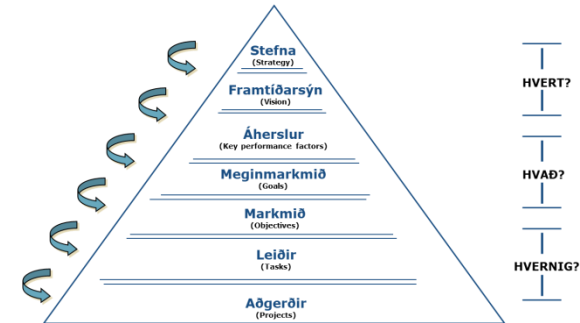 Stefna
(Strategy)
Framtíðarsýn
(Vision)
Áherslur
(Key performance factors)
Meginmarkmið
(Goals)
Markmið
(Objectives)
Leiðir
(Tasks)
Aðgerðir
(Projects)
HVERT?
HVAÐ?
HVERNIG?